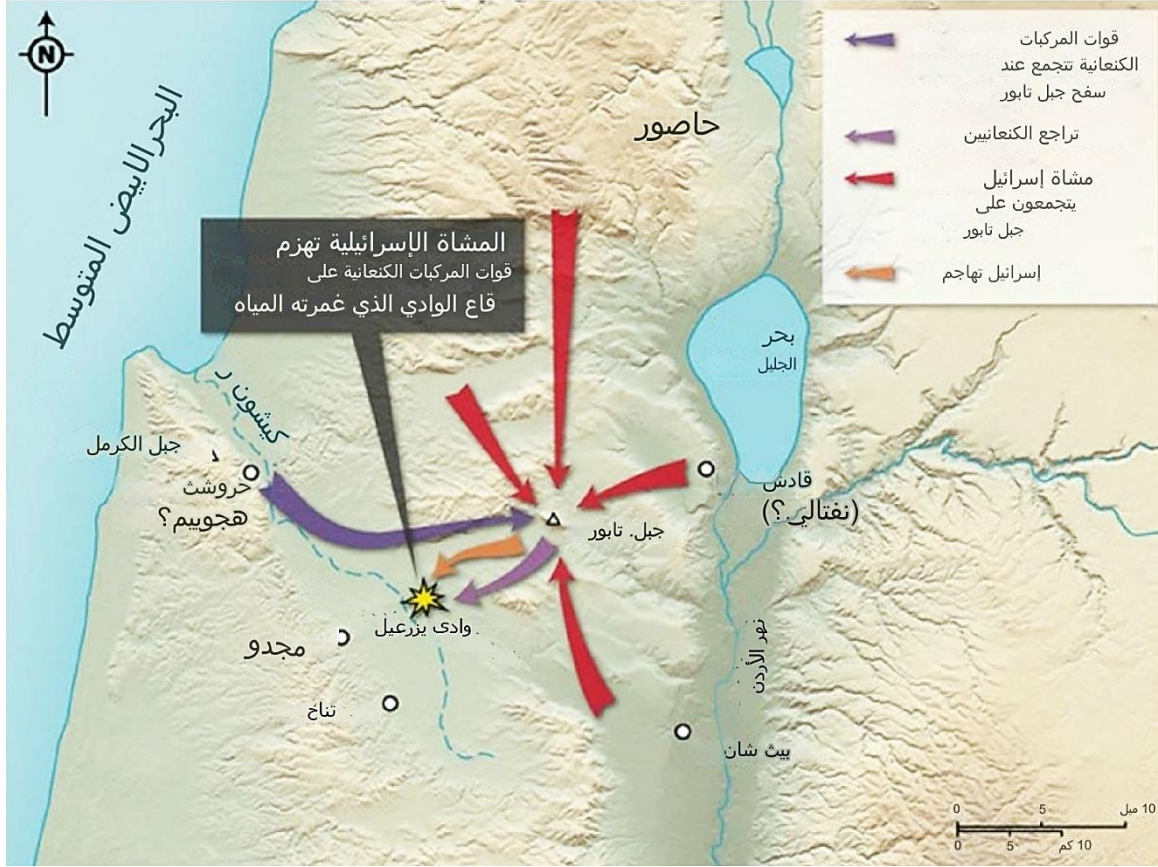 N
قوات المركبات
الكنعانية تتجمع عند
سفح جبل تابور
تراجع الكنعانيين
مشاة إسرائيل
يتجمعون على
جبل تابور
إسرائيل تهاجم
حاصور
البحر الابيض المتوسط
المشاة الإسرائيلية تهزم
قوات المركبات الكنعانية على
قاع الوادي الذي غمرته المياه
بحر
الجليل
كيشون ر
جبل الكرمل
حروشث
هجوييم؟
قادش
(نفتالي؟)
جبل. تابور
وادى يزرعيل
مجدو
تناخ
نهر الأردن
بيث شان
0 5 10 ميل
0 5 10 كم